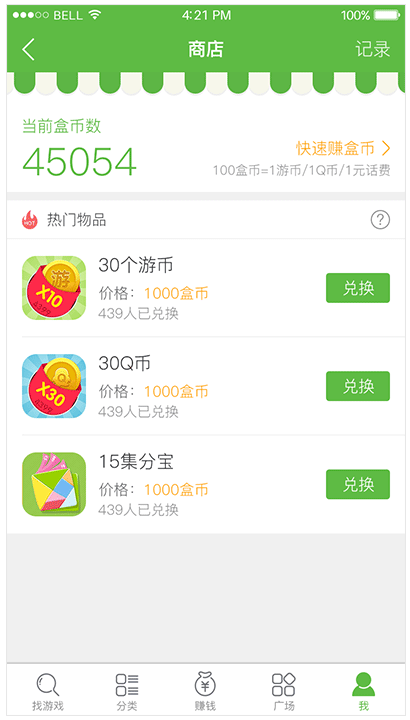 BELL
4:21 PM
100%
商店
记录
当前盒币数
45054
快速赚盒币
100盒币=1游币/1Q币/1元话费
HOT
热门物品
?
30个游币
价格：1000盒币
439人已兑换
兑换
游
X10
4399
30Q币
价格：1000盒币
439人已兑换
兑换
Q
X30
4399
15集分宝
价格：1000盒币
439人已兑换
兑换
找游戏
分类
赚钱
广场
我